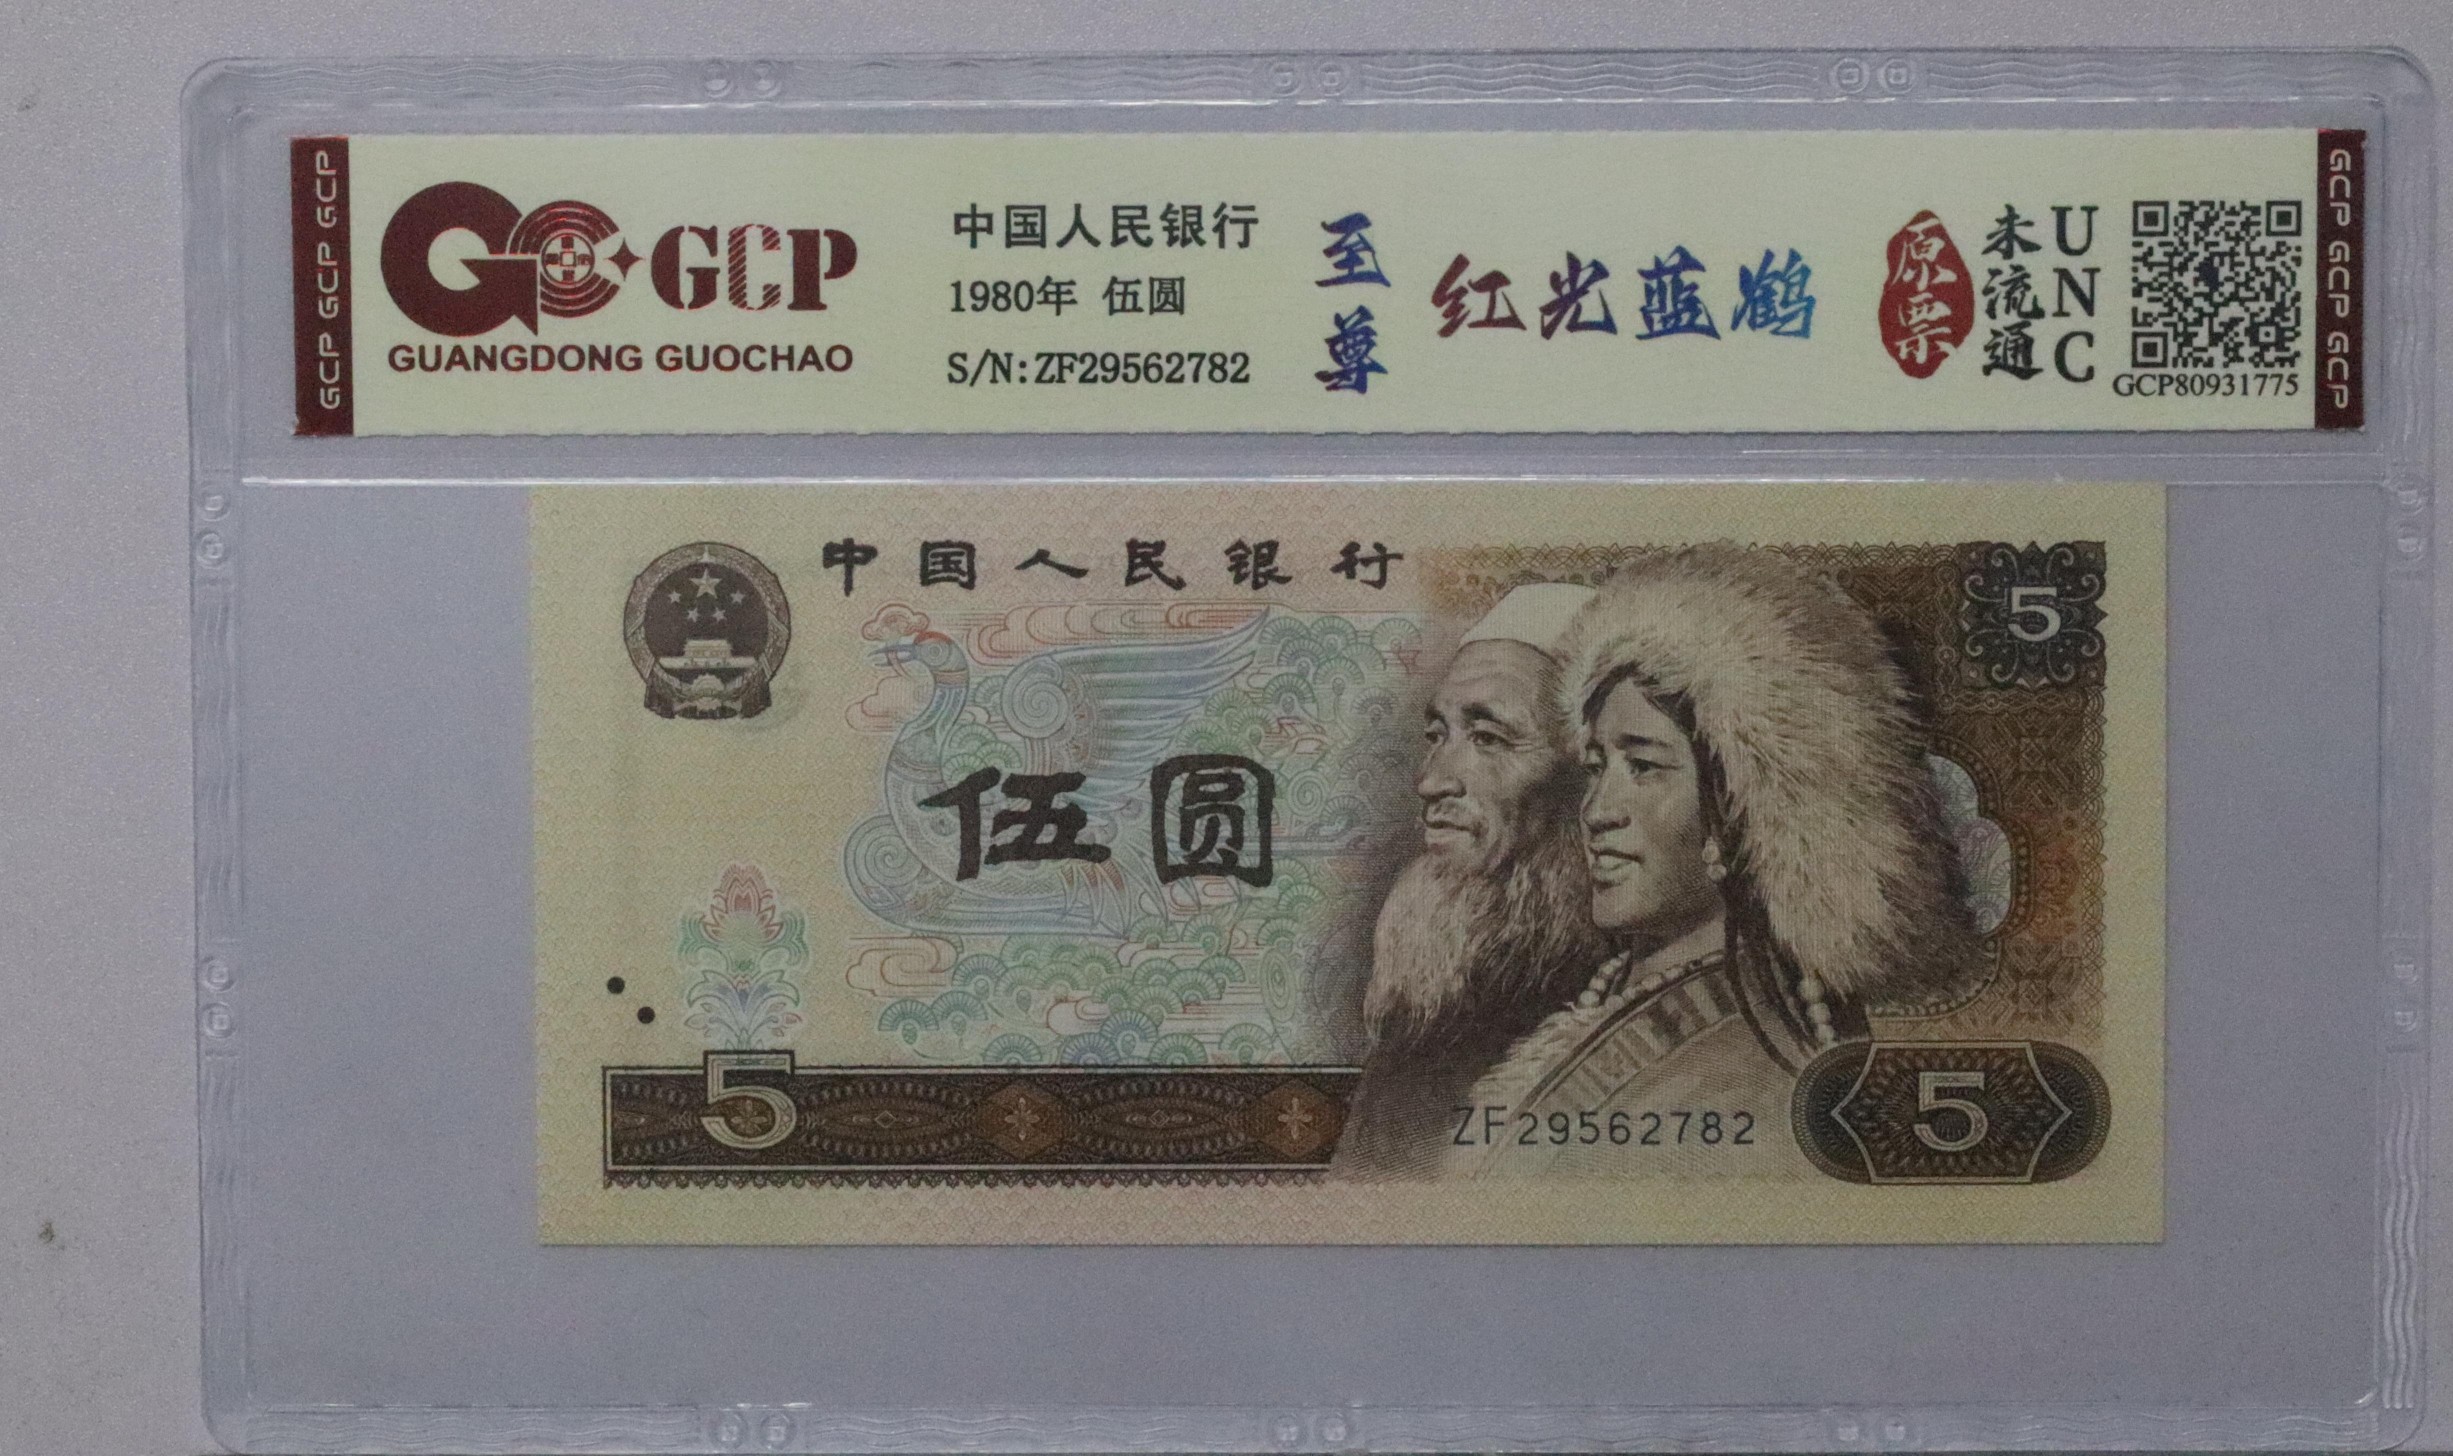 GCP GCP GCP
GCP
GUANGDONG GUOCHAO
中国人民银行
1980年 伍圆
S/N:ZF29562782
至尊
红光蓝鹤
原票
未流通
UNC
GCP80931775
GCP GCP GCP
中国人民银行
5
伍圆
5
ZF29562782
5